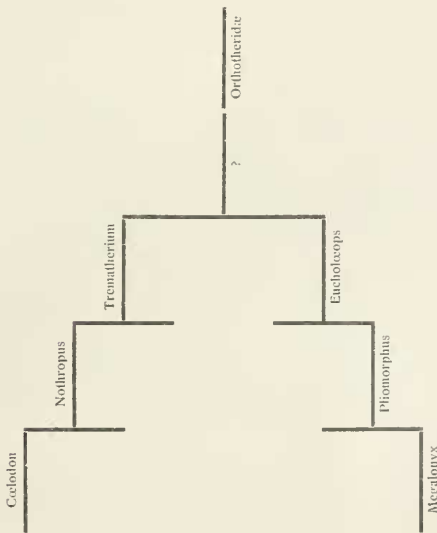 Cœlodon
Nothropus
Trematherium
Orthotheridæ
?
Eucholœops
Pliomorphus
Megalonyx